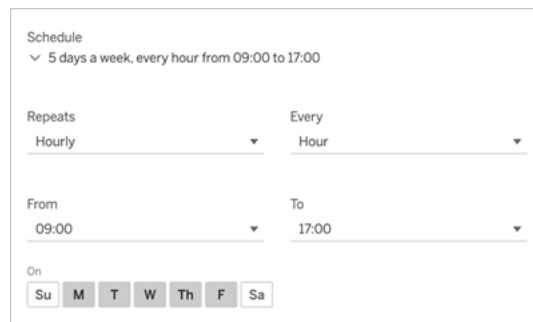 Schedule
5 days a week, every hour from 09:00 to 17:00
Repeats Every
Hourly Hour
From To
09:00 17:00
On
Su M T W Th F Sa